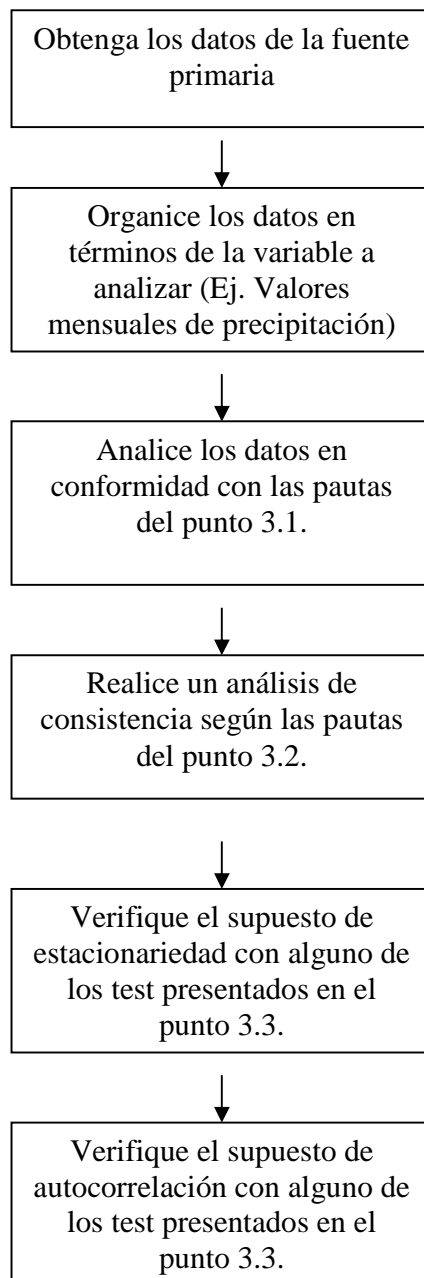 Obtenga los datos de la fuente
primaria
Organice los datos en
términos de la variable a
analizar (Ej. Valores
mensuales de precipitación)
Analice los datos en
conformidad con las pautas
del punto 3.1.
Realice un análisis de
consistencia según las pautas
del punto 3.2.
Verifique el supuesto de
estacionariedad con alguno de
los test presentados en el
punto 3.3.
Verifique el supuesto de
autocorrelación con alguno de
los test presentados en el
punto 3.3.